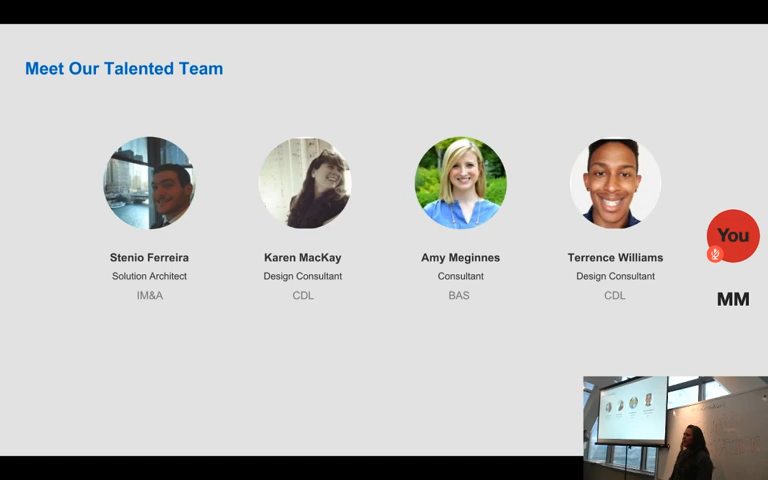 Meet Our Talented Team
Stenio Ferreira
Solution Architect
IM&A
Karen MacKay
Design Consultant
CDL
Amy Meginnes
Consultant
BAS
Terrence Williams
Design Consultant
CDL
You
MM